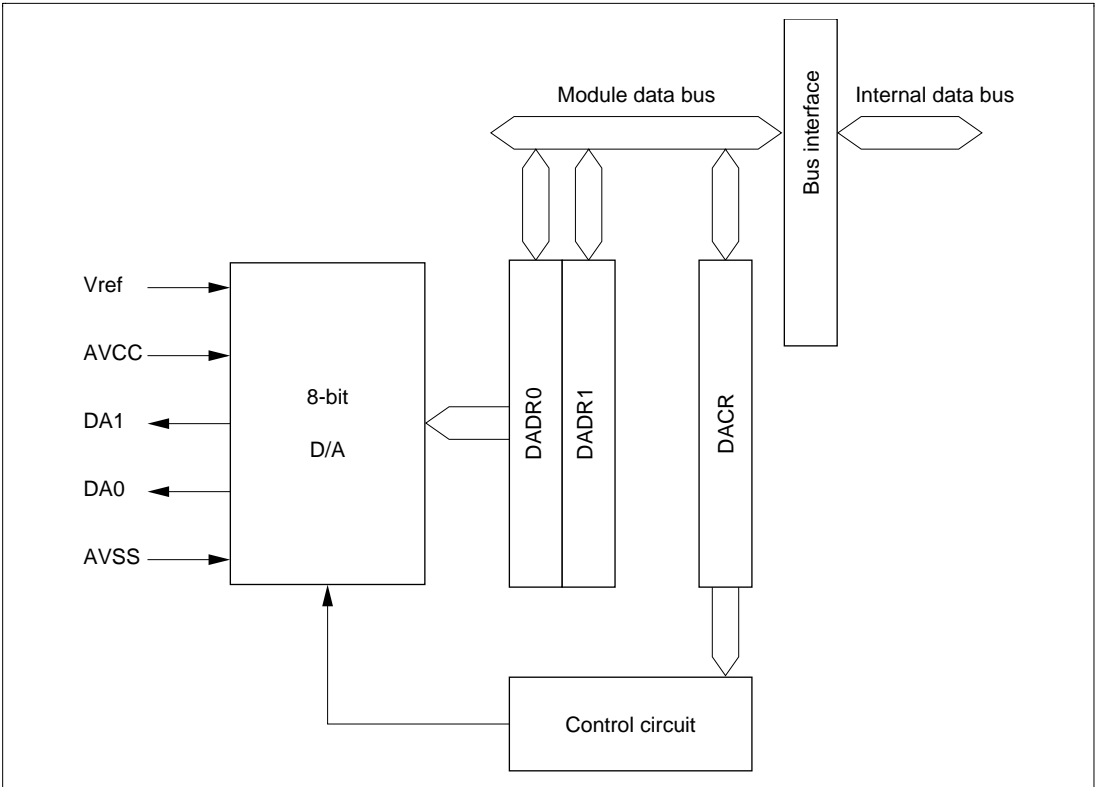 Module data bus
Internal data bus
Bus interface
Vref
AVCC
DA1
DA0
AVSS
8-bit
D/A
DADR0
DADR1
DACR
Control circuit